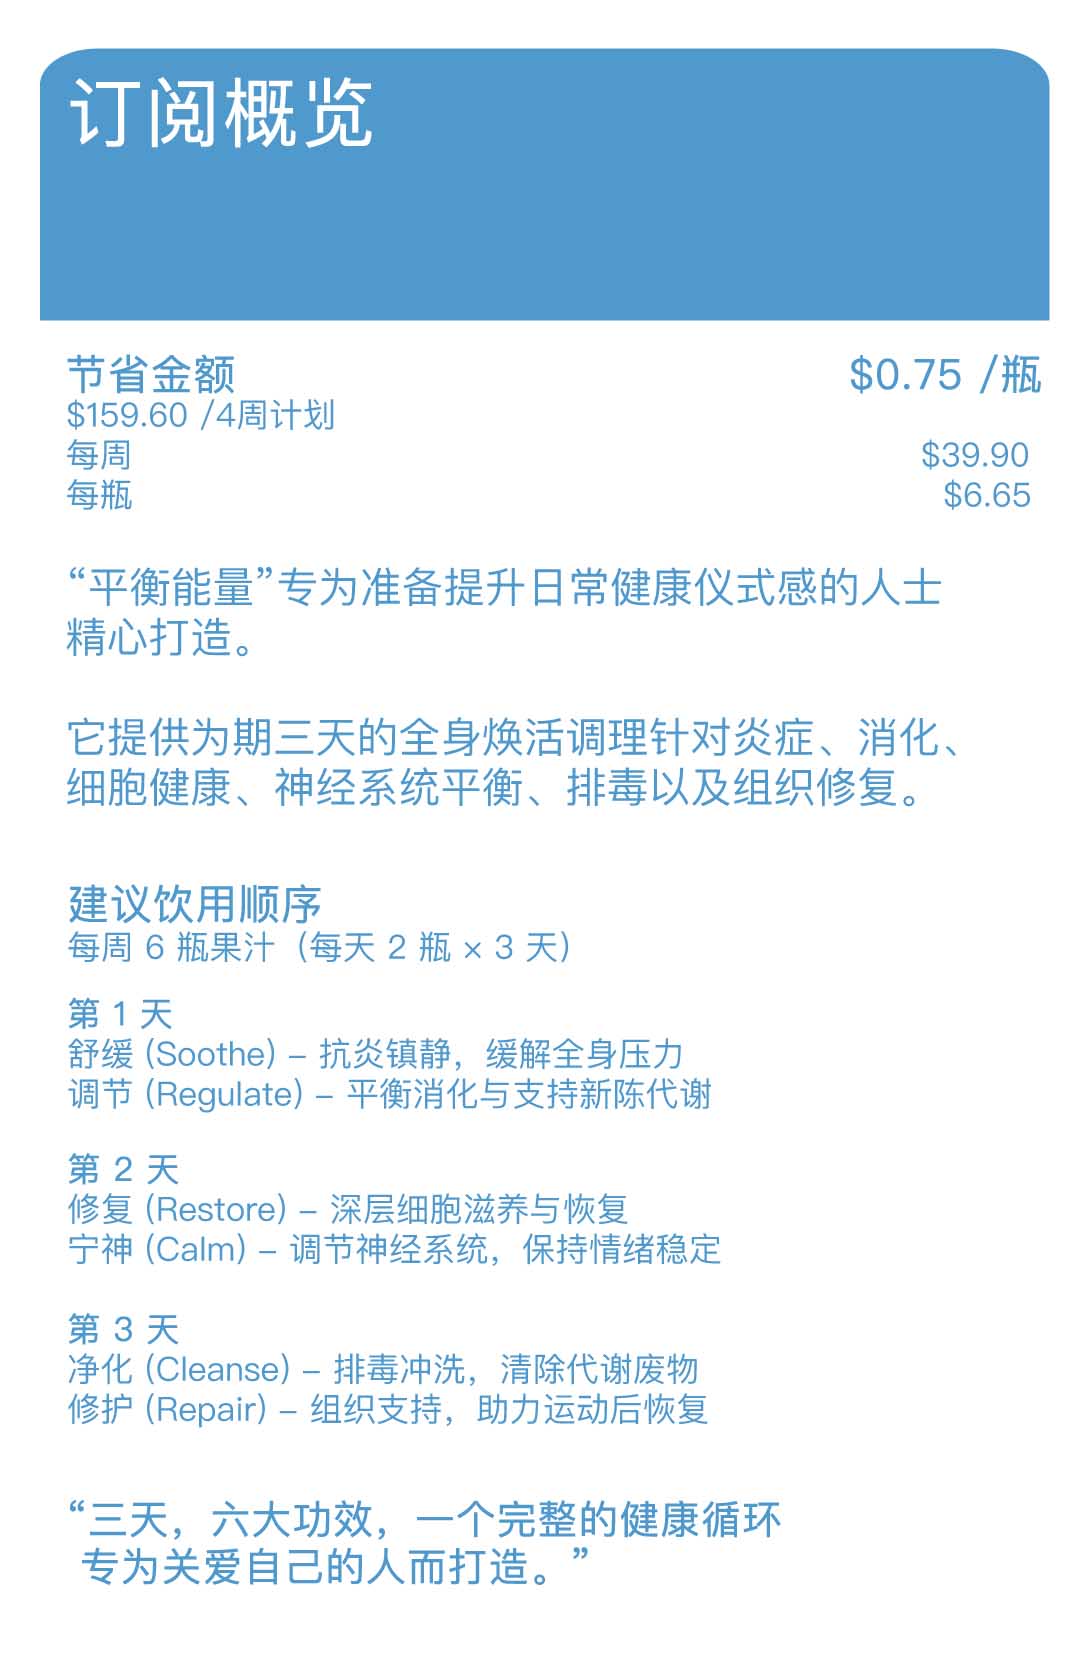 订阅概览
节省金额 $0.75 /瓶
$159.60 /4周计划
每周 $39.90
每瓶 $6.65
“平衡能量”专为准备提升日常健康仪式感的人士
精心打造。
它提供为期三天的全身焕活调理针对炎症、消化、
细胞健康、神经系统平衡、排毒以及组织修复。
建议饮用顺序
每周 6 瓶果汁（每天 2 瓶 × 3 天）
第 1 天
舒缓 (Soothe) – 抗炎镇静，缓解全身压力
调节 (Regulate) – 平衡消化与支持新陈代谢
第 2 天
修复 (Restore) – 深层细胞滋养与恢复
宁神 (Calm) – 调节神经系统，保持情绪稳定
第 3 天
净化 (Cleanse) – 排毒冲洗，清除代谢废物
修护 (Repair) – 组织支持，助力运动后恢复
“三天，六大功效，一个完整的健康循环
专为关爱自己的人而打造。”